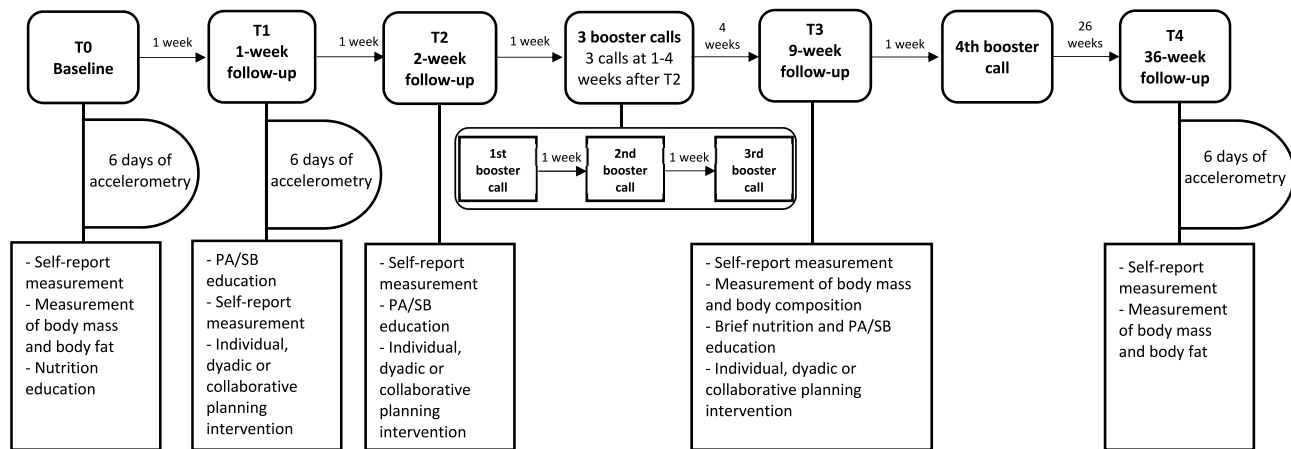 T0
Baseline
1 week
T1
1-week
follow-up
1 week
T2
2-week
follow-up
1 week
3 booster calls
3 calls at 1-4
weeks after T2
4
weeks
T3
9-week
follow-up
1 week
4th booster
call
26
weeks
T4
36-week
follow-up
6 days of
accelerometry
6 days of
accelerometry
1st
booster
call
1 week
2nd
booster
call
1 week
3rd
booster
call
6 days of
accelerometry
- Self-report
measurement
- Measurement
of body mass
and body fat
- Nutrition
education
- PA/SB
education
- Self-report
measurement
- Individual,
dyadic or
collaborative
planning
intervention
- Self-report
measurement
- PA/SB
education
- Individual,
dyadic or
collaborative
planning
intervention
- Self-report measurement
- Measurement of body mass
and body composition
- Brief nutrition and PA/SB
education
- Individual, dyadic or
collaborative planning
intervention
- Self-report
measurement
- Measurement
of body mass
and body fat